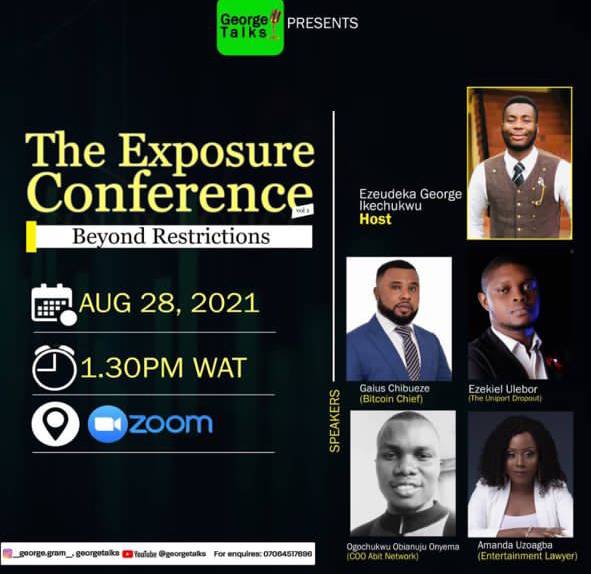 George
Talks
PRESENTS
The Exposure
Conference
Vol 2
Beyond Restrictions
AUG 28, 2021
1.30PM WAT
zoom
Ezeudeka George
Ikechukwu
Host
SPEAKERS
Gaius Chibueze
(Bitcoin Chief)
Ezekiel Ulebor
(The Uniport Dropout)
Ogochukwu Obianuju Onyema
(COO Abit Network)
Amanda Uzoagba
(Entertainment Lawyer)
_george.gram_, georgetalks YouTube @georgetalks For enquires: 07064517696